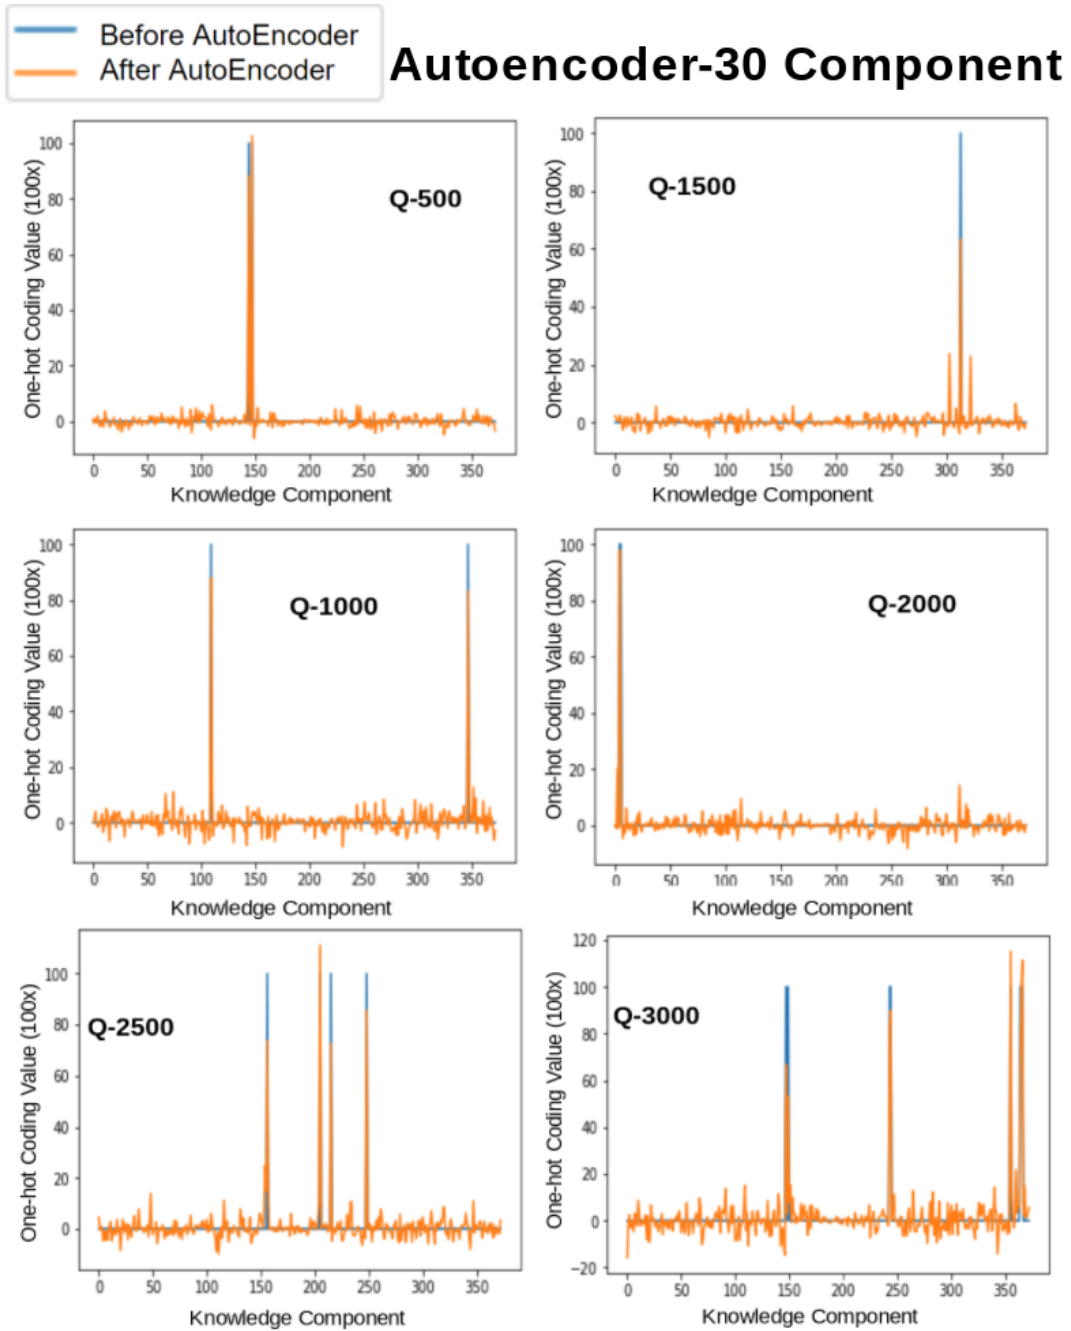 Before AutoEncoder
After AutoEncoder
Autoencoder-30 Component
One-hot Coding Value (100x)
100
80
60
40
20
0
Q-500
0 50 100 150 200 250 300 350
Knowledge Component
One-hot Coding Value (100x)
100
80
60
40
20
0
Q-1500
0 50 100 150 200 250 300 350
Knowledge Component
One-hot Coding Value (100x)
100
80
60
40
20
0
Q-1000
0 50 100 150 200 250 300 350
Knowledge Component
One-hot Coding Value (100x)
100
80
60
40
20
0
Q-2000
0 50 100 150 200 250 300 350
Knowledge Component
One-hot Coding Value (100x)
100
80
60
40
20
0
Q-2500
0 50 100 150 200 250 300 350
Knowledge Component
One-hot Coding Value (100x)
120
100
80
60
40
20
0
−20
Q-3000
0 50 100 150 200 250 300 350
Knowledge Component